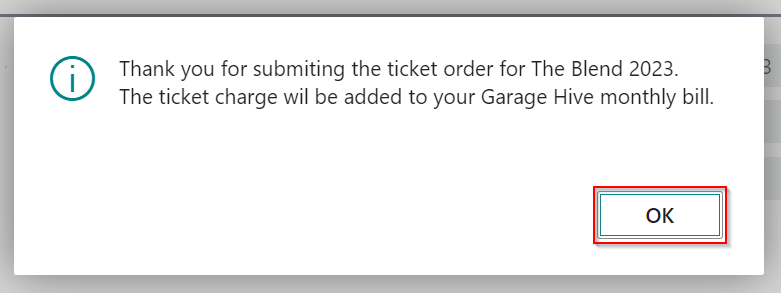 Thank you for submiting the ticket order for The Blend 2023.
The ticket charge wil be added to your Garage Hive monthly bill.
3
OK